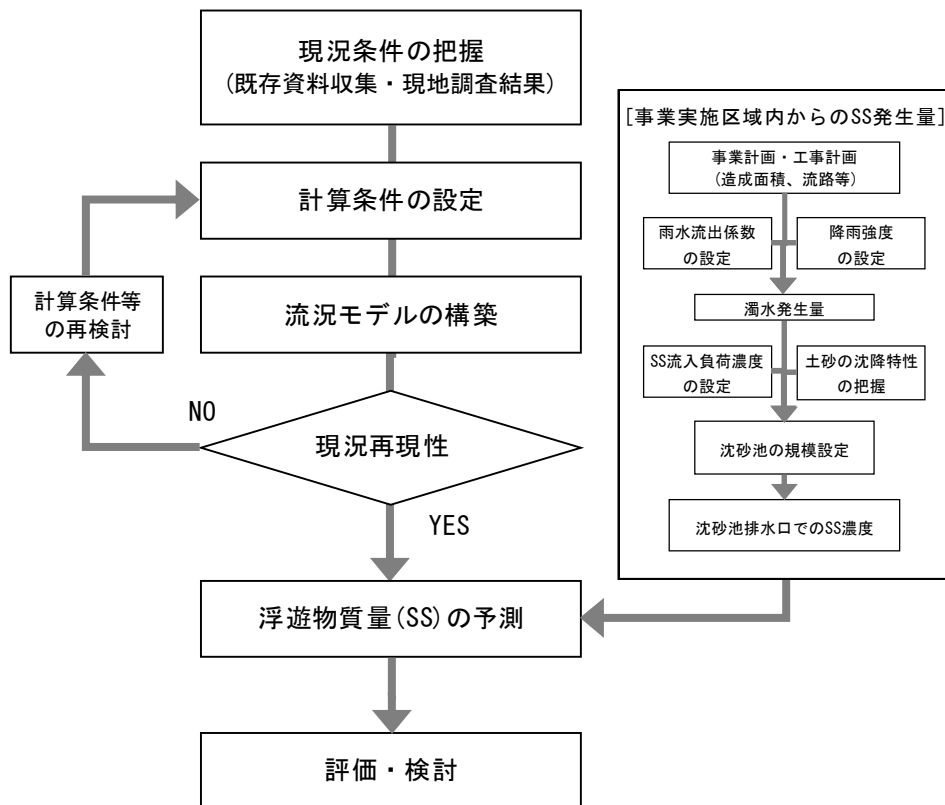 現況条件の把握
(既存資料収集・現地調査結果)
計算条件の設定
流況モデルの構築
計算条件等
の再検討
NO
現況再現性
YES
浮遊物質量(SS)の予測
評価・検討
[事業実施区域内からのSS発生量]
事業計画・工事計画
(造成面積、流路等)
雨水流出係数
の設定
降雨強度
の設定
濁水発生量
SS流入負荷濃度
の設定
土砂の沈降特性
の把握
沈砂池の規模設定
沈砂池排水口でのSS濃度